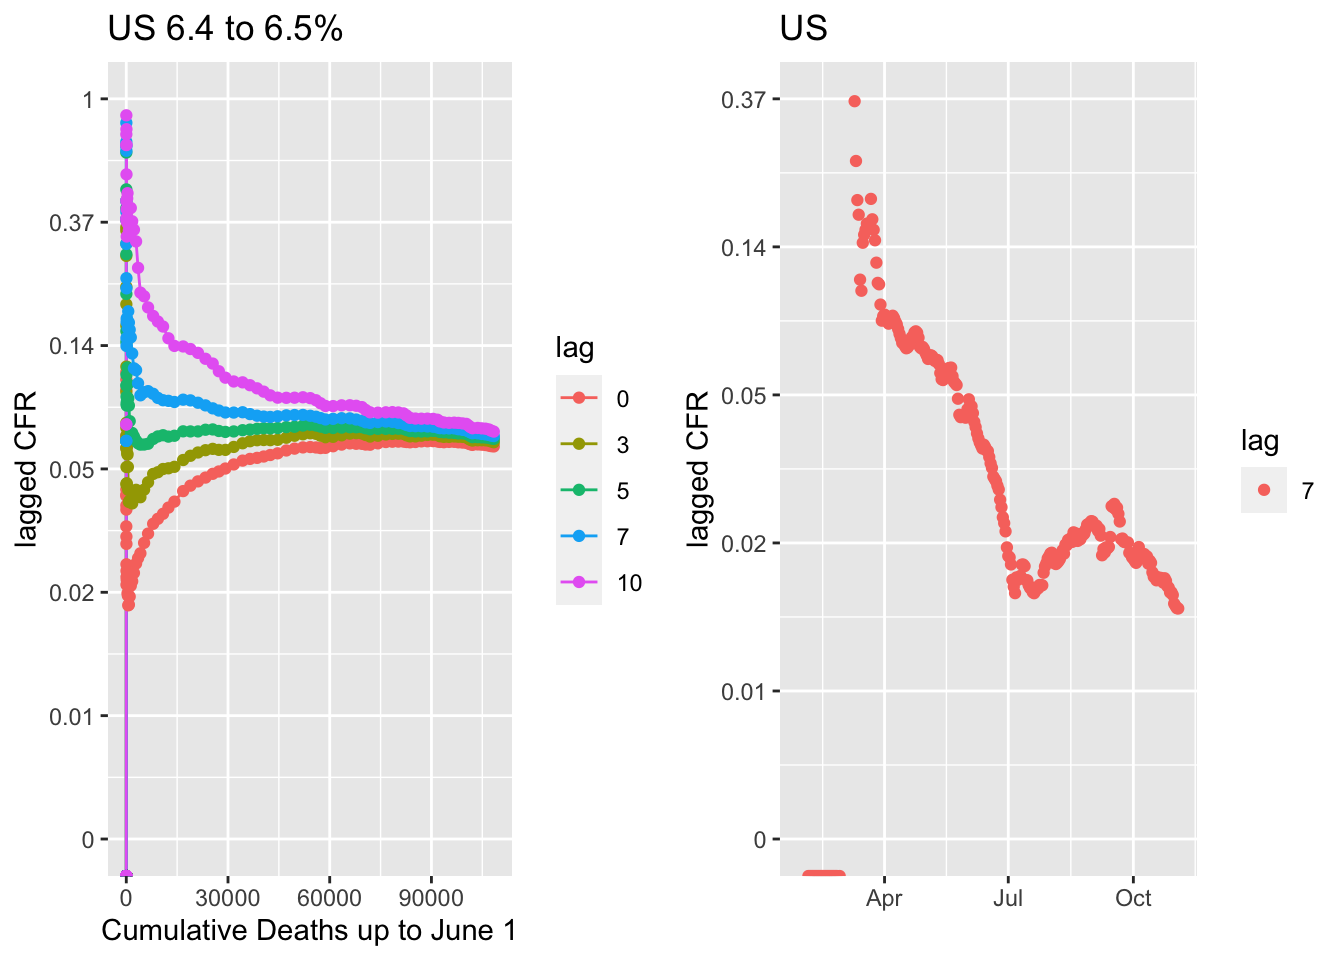 US 6.4 to 6.5%
lagged CFR
1
0.37
0.14
0.05
0.02
0.01
0
0 30000 60000 90000
Cumulative Deaths up to June 1
lag
0
3
5
7
10
US
lagged CFR
0.37
0.14
0.05
0.02
0.01
0
Apr Jul Oct
lag
7